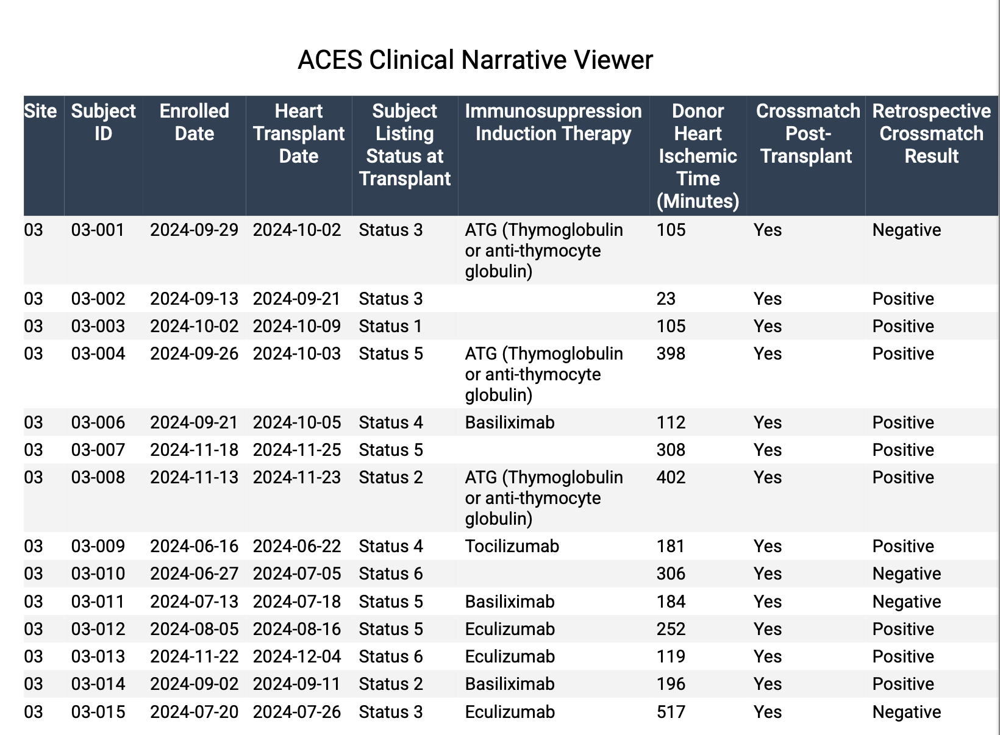 ACES Clinical Narrative Viewer
Site Subject Enrolled Heart Subject Immunosuppression Donor Crossmatch Retrospective
ID Date Transplant Listing Induction Therapy Heart Post- Crossmatch
Date Status at Ischemic Transplant Result
Transplant Time
(Minutes)
03 03-001 2024-09-29 2024-10-02 Status 3 ATG (Thymoglobulin 105 Yes Negative
or anti-thymocyte
globulin)
03 03-002 2024-09-13 2024-09-21 Status 3 23 Yes Positive
03 03-003 2024-10-02 2024-10-09 Status 1 105 Yes Positive
03 03-004 2024-09-26 2024-10-03 Status 5 ATG (Thymoglobulin 398 Yes Positive
or anti-thymocyte
globulin)
03 03-006 2024-09-21 2024-10-05 Status 4 Basiliximab 112 Yes Positive
03 03-007 2024-11-18 2024-11-25 Status 5 308 Yes Positive
03 03-008 2024-11-13 2024-11-23 Status 2 ATG (Thymoglobulin 402 Yes Positive
or anti-thymocyte
globulin)
03 03-009 2024-06-16 2024-06-22 Status 4 Tocilizumab 181 Yes Positive
03 03-010 2024-06-27 2024-07-05 Status 6 306 Yes Negative
03 03-011 2024-07-13 2024-07-18 Status 5 Basiliximab 184 Yes Negative
03 03-012 2024-08-05 2024-08-16 Status 5 Eculizumab 252 Yes Positive
03 03-013 2024-11-22 2024-12-04 Status 6 Eculizumab 119 Yes Positive
03 03-014 2024-09-02 2024-09-11 Status 2 Basiliximab 196 Yes Positive
03 03-015 2024-07-20 2024-07-26 Status 3 Eculizumab 517 Yes Negative